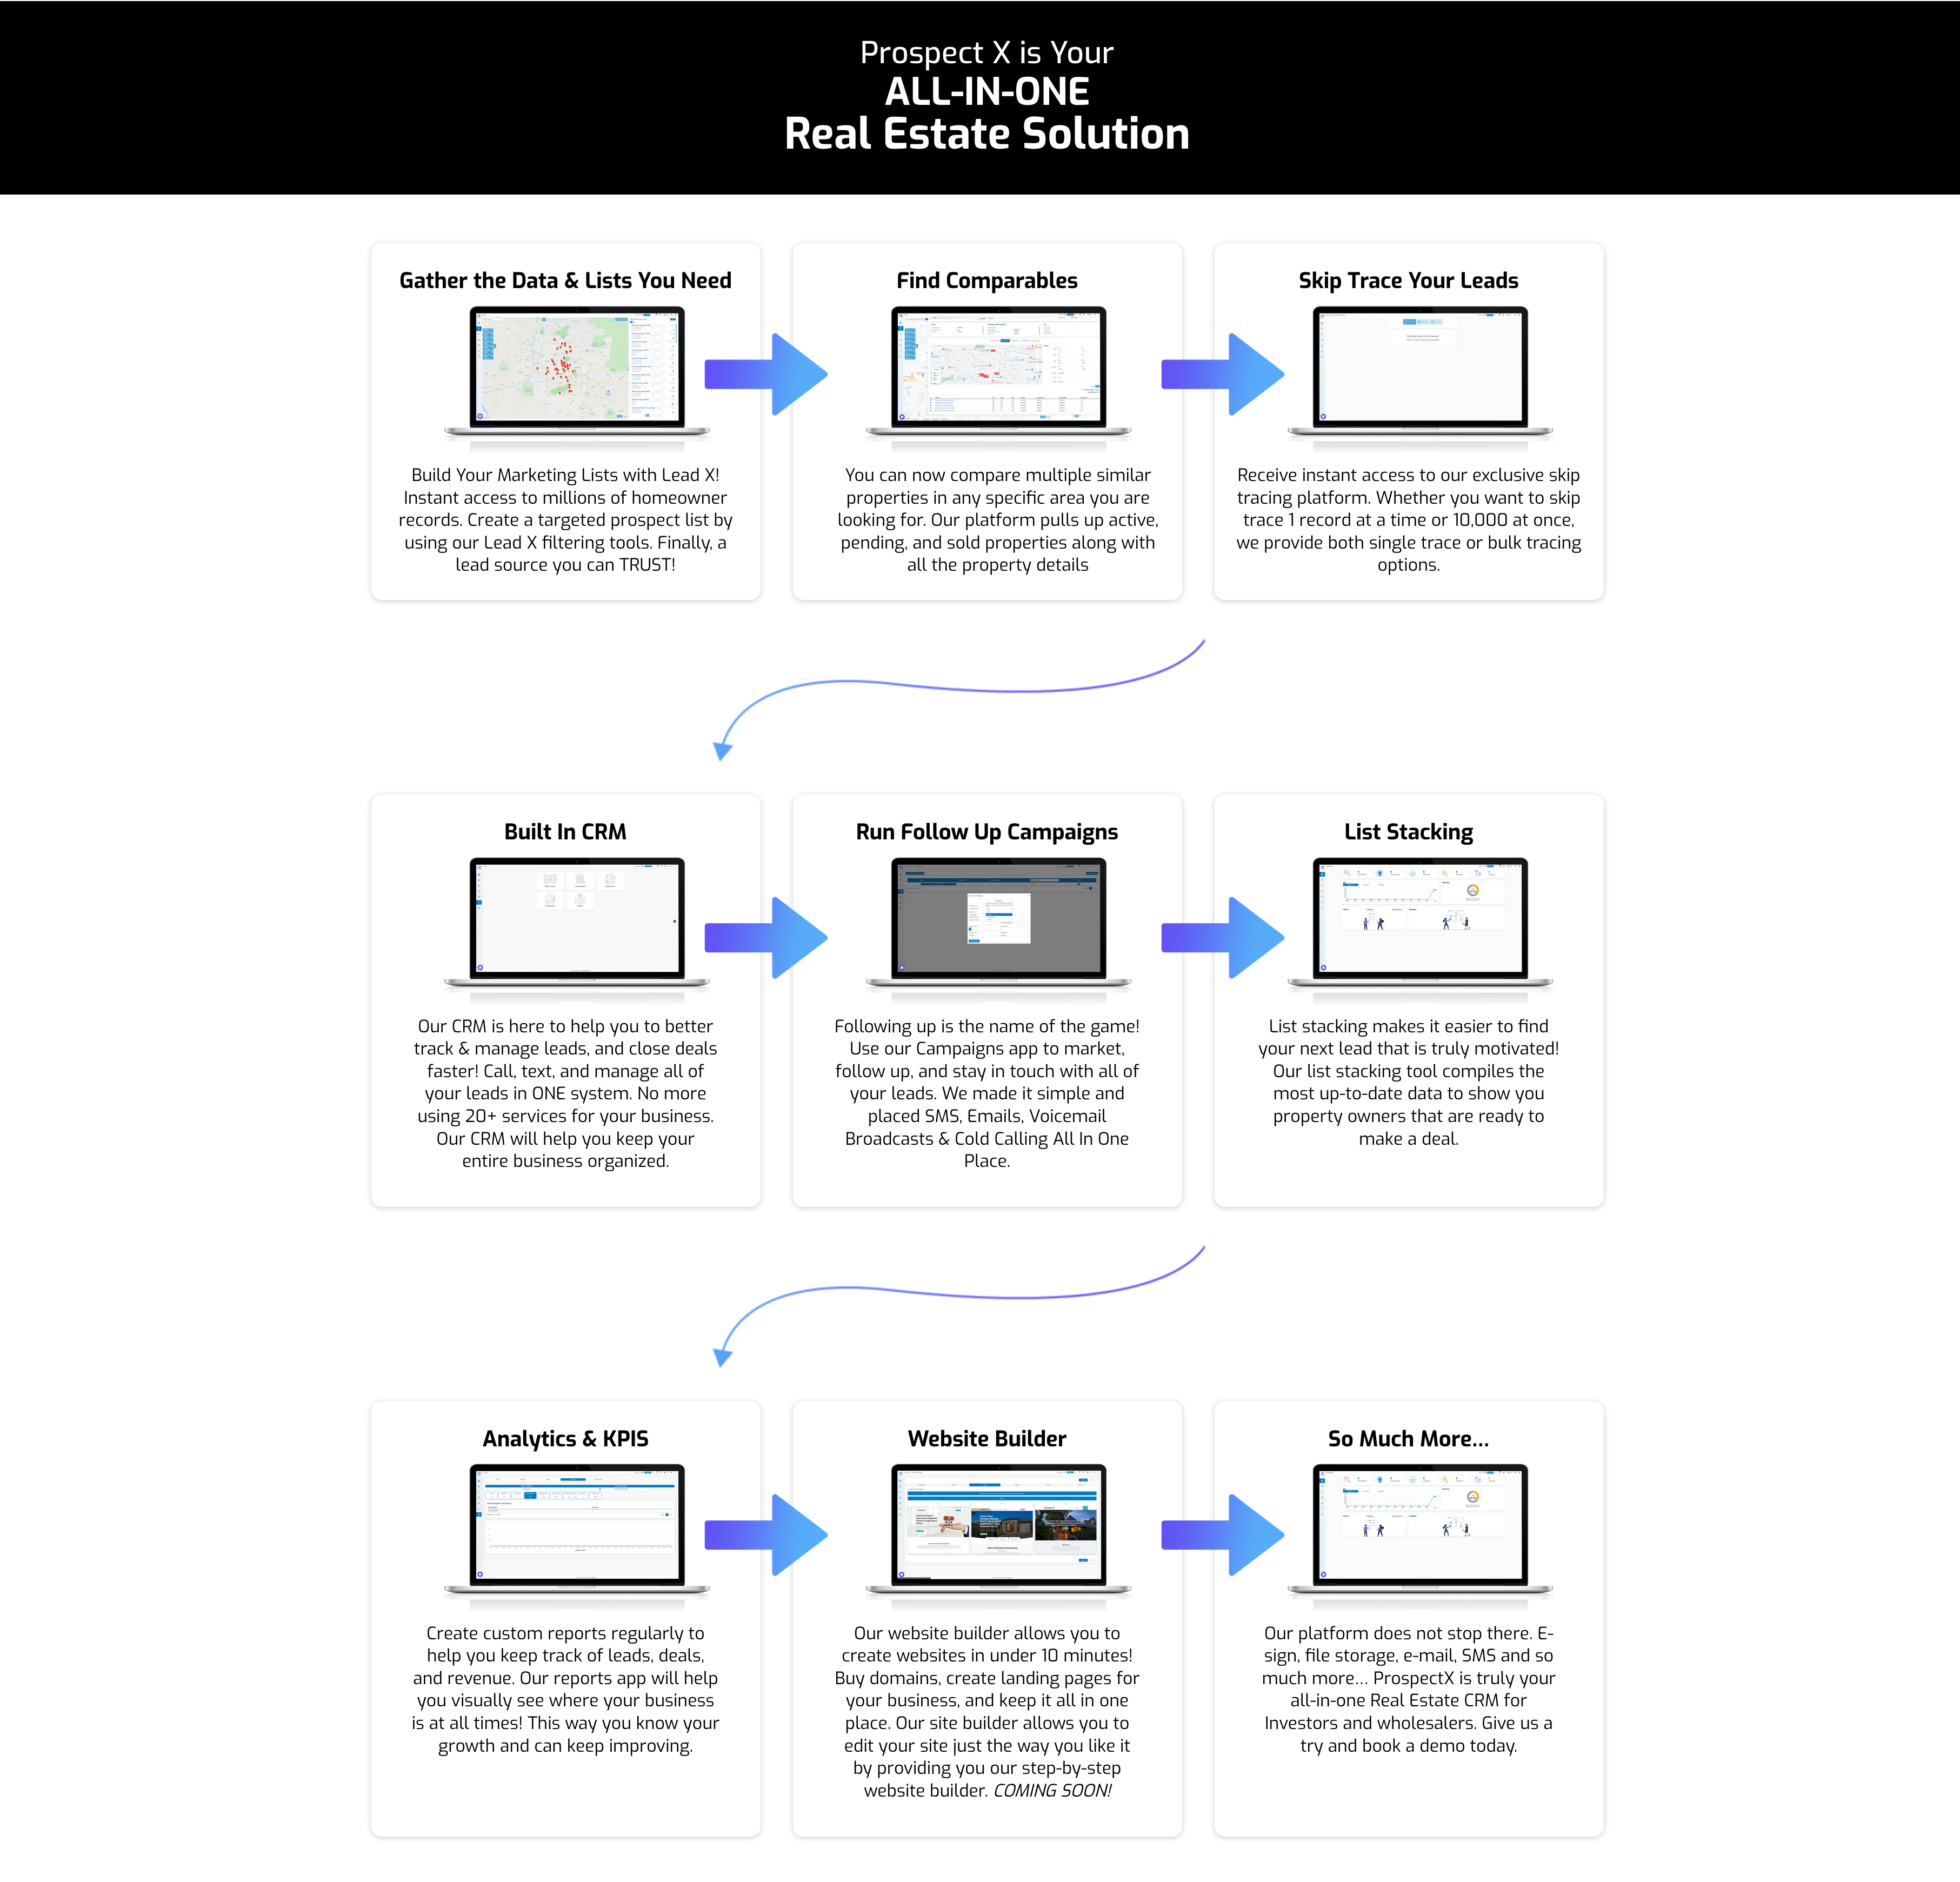 Prospect X is Your
ALL-IN-ONE
Real Estate Solution
Gather the Data & Lists You Need
Build Your Marketing Lists with Lead X!
Instant access to millions of homeowner
records. Create a targeted prospect list by
using our Lead X filtering tools. Finally, a
lead source you can TRUST!
Find Comparables
You can now compare multiple similar
properties in any specific area you are
looking for. Our platform pulls up active,
pending, and sold properties along with
all the property details
Skip Trace Your Leads
Receive instant access to our exclusive skip
tracing platform. Whether you want to skip
trace 1 record at a time or 10,000 at once,
we provide both single trace or bulk tracing
options.
Built In CRM
Our CRM is here to help you to better
track & manage leads, and close deals
faster! Call, text, and manage all of
your leads in ONE system. No more
using 20+ services for your business.
Our CRM will help you keep your
entire business organized.
Run Follow Up Campaigns
Following up is the name of the game!
Use our Campaigns app to market,
follow up, and stay in touch with all of
your leads. We made it simple and
placed SMS, Emails, Voicemail
Broadcasts & Cold Calling All In One
Place.
List Stacking
List stacking makes it easier to find
your next lead that is truly motivated!
Our list stacking tool compiles the
most up-to-date data to show you
property owners that are ready to
make a deal.
Analytics & KPIS
Create custom reports regularly to
help you keep track of leads, deals,
and revenue. Our reports app will help
you visually see where your business
is at all times! This way you know your
growth and can keep improving.
Website Builder
Our website builder allows you to
create websites in under 10 minutes!
Buy domains, create landing pages for
your business, and keep it all in one
place. Our site builder allows you to
edit your site just the way you like it
by providing you our step-by-step
website builder. COMING SOON!
So Much More...
Our platform does not stop there. E-
sign, file storage, e-mail, SMS and so
much more... ProspectX is truly your
all-in-one Real Estate CRM for
Investors and wholesalers. Give us a
try and book a demo today.